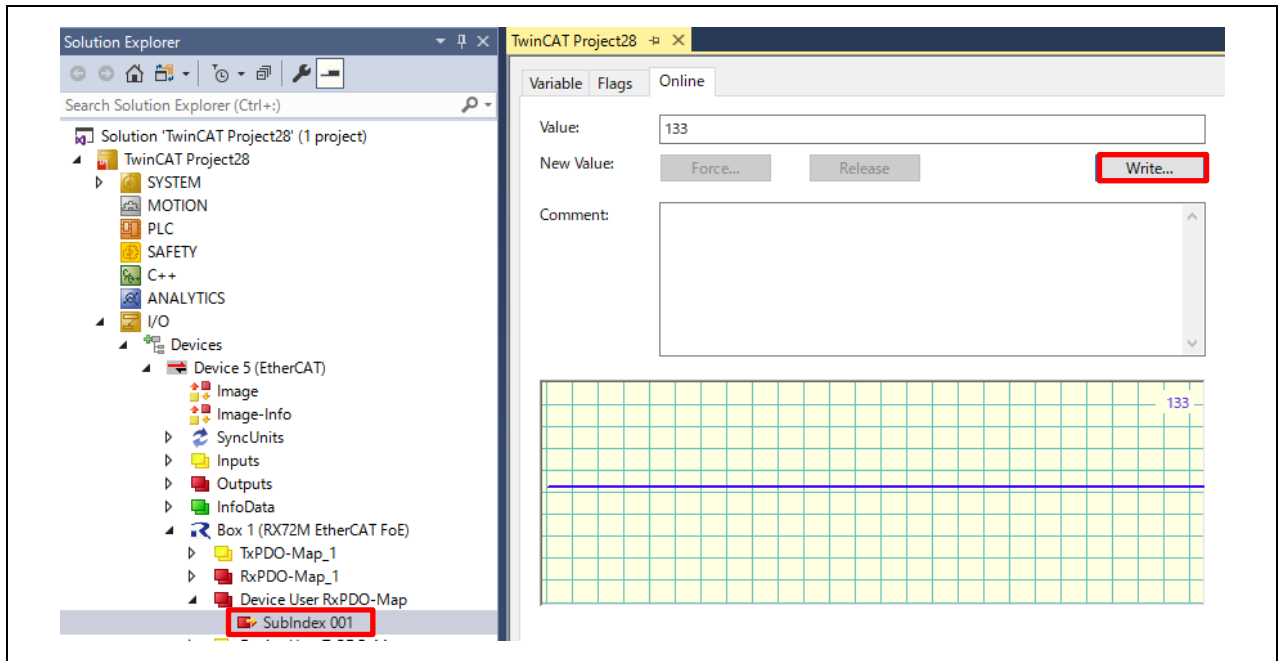 Solution Explorer
Search Solution Explorer (Ctrl+:)
Solution 'TwinCAT Project28' (1 project)
TwinCAT Project28
SYSTEM
MOTION
PLC
SAFETY
C++
ANALYTICS
I/O
Devices
Device 5 (EtherCAT)
Image
Image-Info
SyncUnits
Inputs
Outputs
InfoData
Box 1 (RX72M EtherCAT FoE)
TxPDO-Map_1
RxPDO-Map_1
Device User RxPDO-Map
SubIndex 001
TwinCAT Project28
Variable Flags Online
Value: 133
New Value: Force... Release Write...
Comment:
133